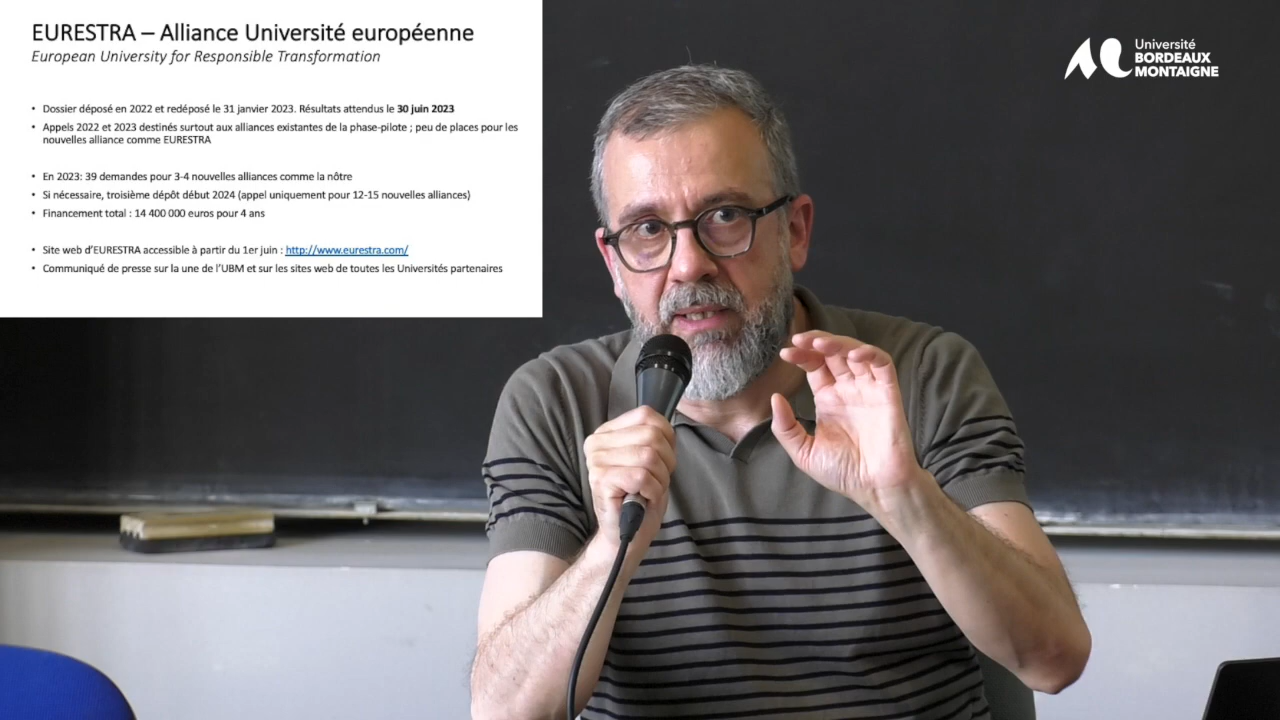 EURESTRA – Alliance Université européenne
European University for Responsible Transformation
• Dossier déposé en 2022 et redéposé le 31 janvier 2023. Résultats attendus le 30 juin 2023
• Appels 2022 et 2023 destinés surtout aux alliances existantes de la phase-pilote ; peu de places pour les
nouvelles alliance comme EURESTRA
• En 2023: 39 demandes pour 3-4 nouvelles alliances comme la nôtre
• Si nécessaire, troisième dépôt début 2024 (appel uniquement pour 12-15 nouvelles alliances)
• Financement total : 14 400 000 euros pour 4 ans
• Site web d’EURESTRA accessible à partir du 1er juin : http://www.eurestra.com/
• Communiqué de presse sur la une de l’UBM et sur les sites web de toutes les Universités partenaires
Université
BORDEAUX
MONTAIGNE